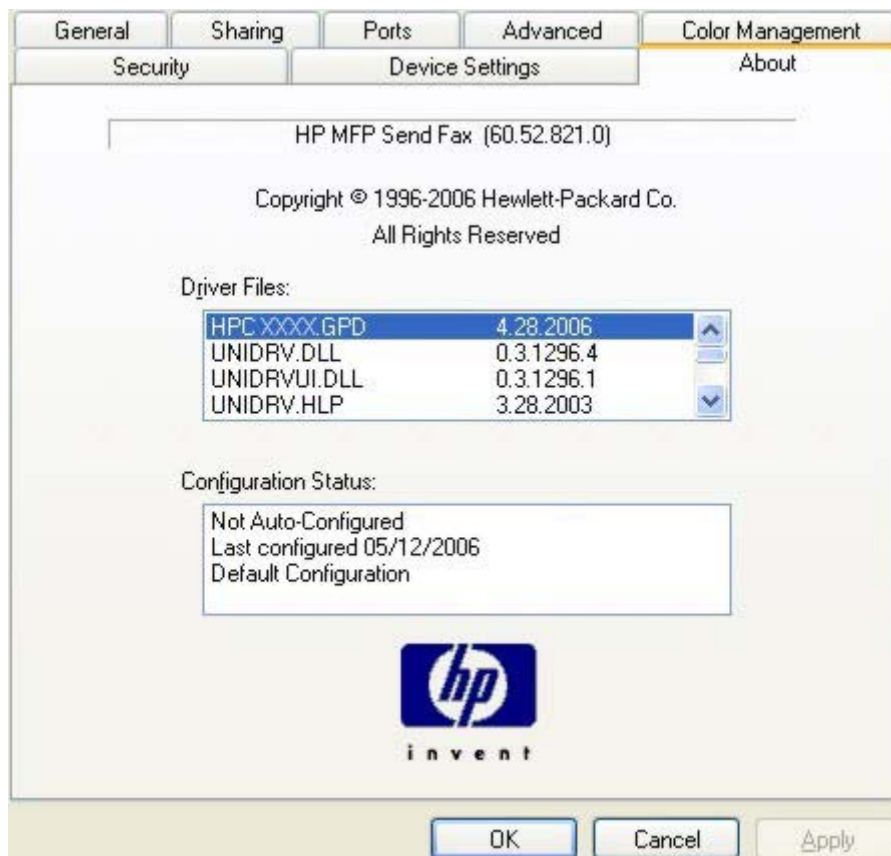 General Sharing Ports Advanced Color Management
Security Device Settings About
HP MFP Send Fax (60.52.821.0)
Copyright © 1996-2006 Hewlett-Packard Co.
All Rights Reserved
Driver Files:
HPCXXXX.GPD 4.28.2006
UNIDRV.DLL 0.3.1296.4
UNIDRVUI.DLL 0.3.1296.1
UNIDRV.HLP 3.28.2003
Configuration Status:
Not Auto-Configured
Last configured 05/12/2006
Default Configuration
hp
invent
OK Cancel Apply